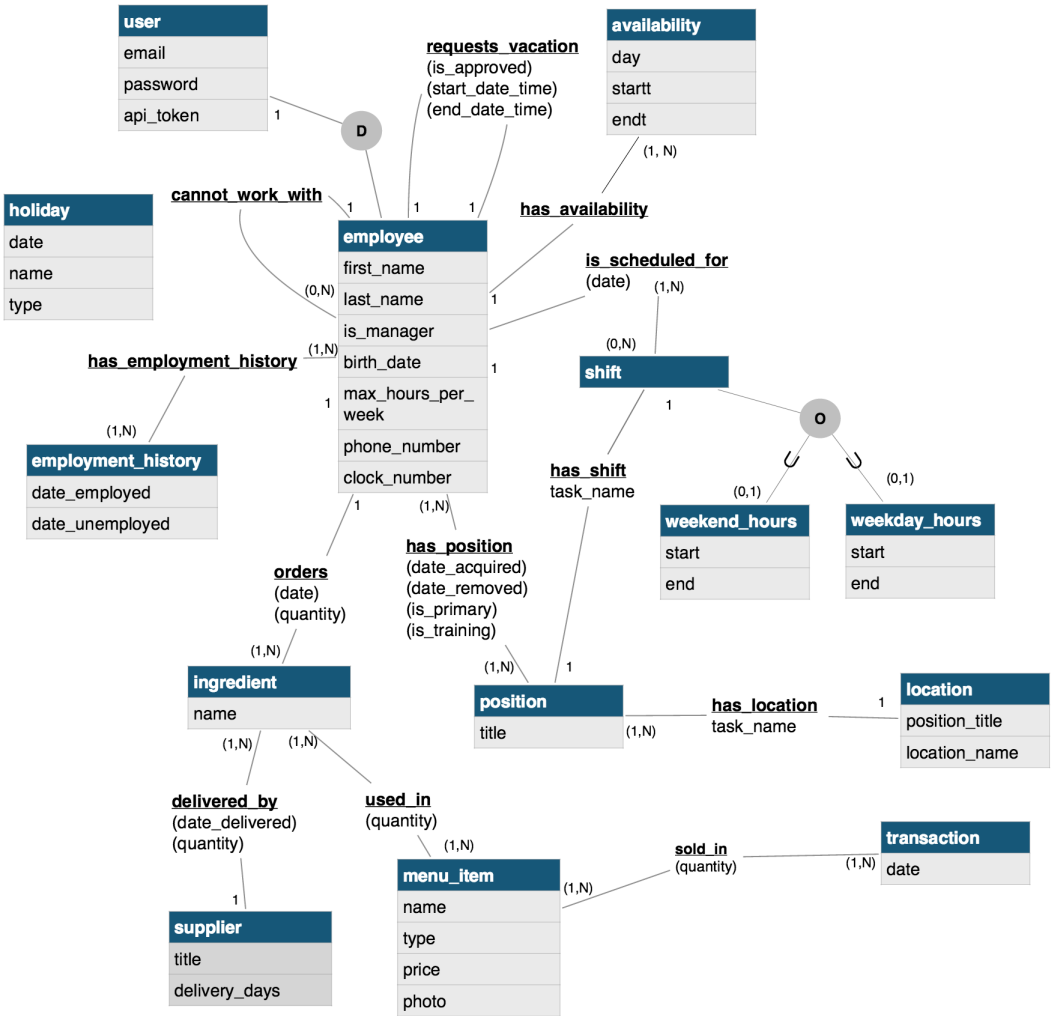 user
email
password
api_token
1
D
requests_vacation
(is_approved)
(start_date_time)
(end_date_time)
availability
day
startt
endt
(1, N)
cannot_work_with
1
1
1
has_availability
holiday
date
name
type
employee
first_name
last_name
is_manager
birth_date
max_hours_per_
week
phone_number
clock_number
(0,N)
1
is_scheduled_for
(date)
(1,N)
(0,N)
1
has_employment_history
(1,N)
1
(1,N)
employment_history
date_employed
date_unemployed
shift
1
O
has_shift
task_name
(0,1)
(0,1)
weekend_hours
start
end
weekday_hours
start
end
1
(1,N)
orders
(date)
(quantity)
has_position
(date_acquired)
(date_removed)
(is_primary)
(is_training)
(1,N)
(1,N)
1
ingredient
name
position
title
(1,N)
has_location
task_name
1
location
position_title
location_name
(1,N)
(1,N)
delivered_by
(date_delivered)
(quantity)
used_in
(quantity)
(1,N)
1
supplier
title
delivery_days
menu_item
name
type
price
photo
(1,N)
sold_in
(quantity)
(1,N)
transaction
date